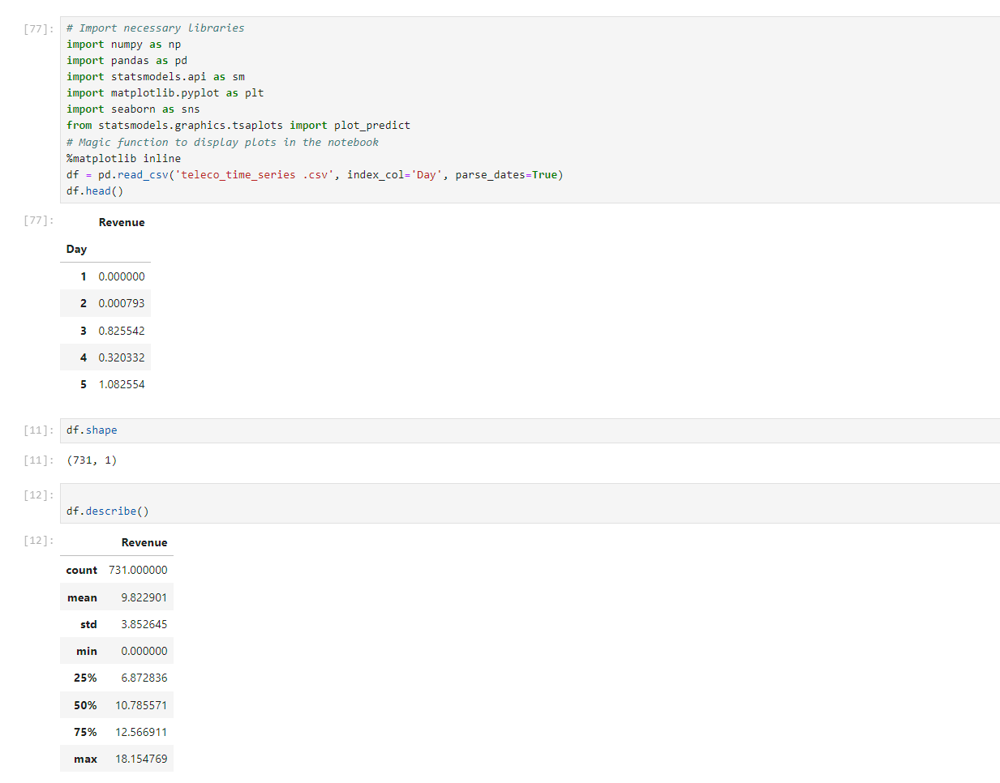 [77]: # Import necessary libraries
import numpy as np
import pandas as pd
import statsmodels.api as sm
import matplotlib.pyplot as plt
import seaborn as sns
from statsmodels.graphics.tsaplots import plot_predict
# Magic function to display plots in the notebook
%matplotlib inline
df = pd.read_csv('teleco_time_series .csv', index_col='Day', parse_dates=True)
df.head()
[77]: Revenue
Day
1 0.000000
2 0.000793
3 0.825542
4 0.320332
5 1.082554
[11]: df.shape
[11]: (731, 1)
[12]:
df.describe()
[12]: Revenue
count 731.000000
mean 9.822901
std 3.852645
min 0.000000
25% 6.872836
50% 10.785571
75% 12.566911
max 18.154769